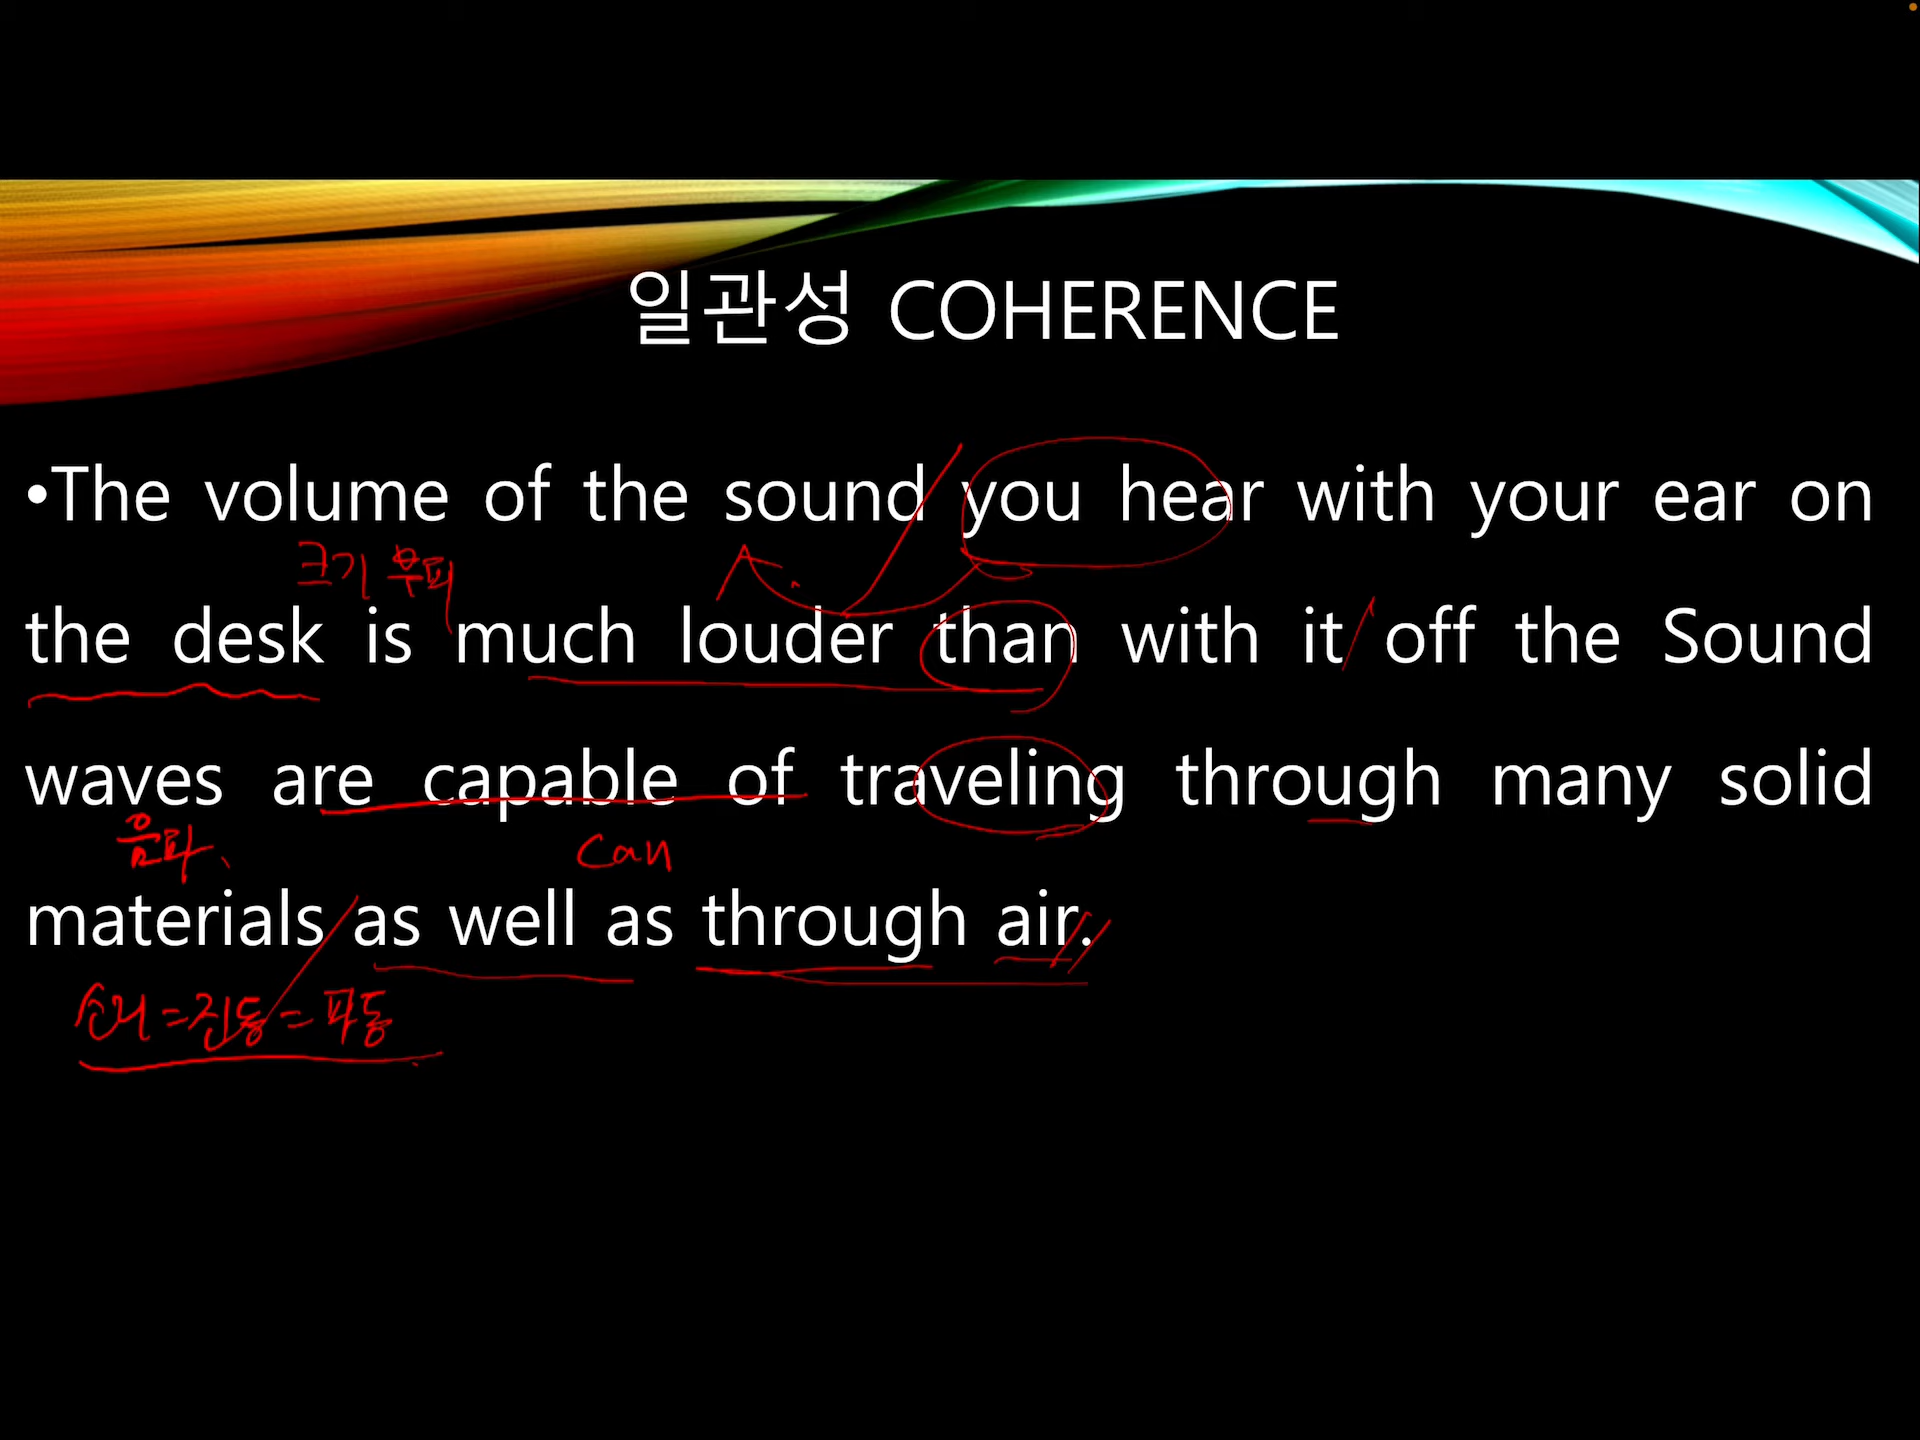 일관성 COHERENCE
•The volume of the sound you hear with your ear on
크기 부피
the desk is much louder than with it off the Sound
waves are capable of traveling through many solid
음파 can
materials as well as through air.
소리=진동=파동